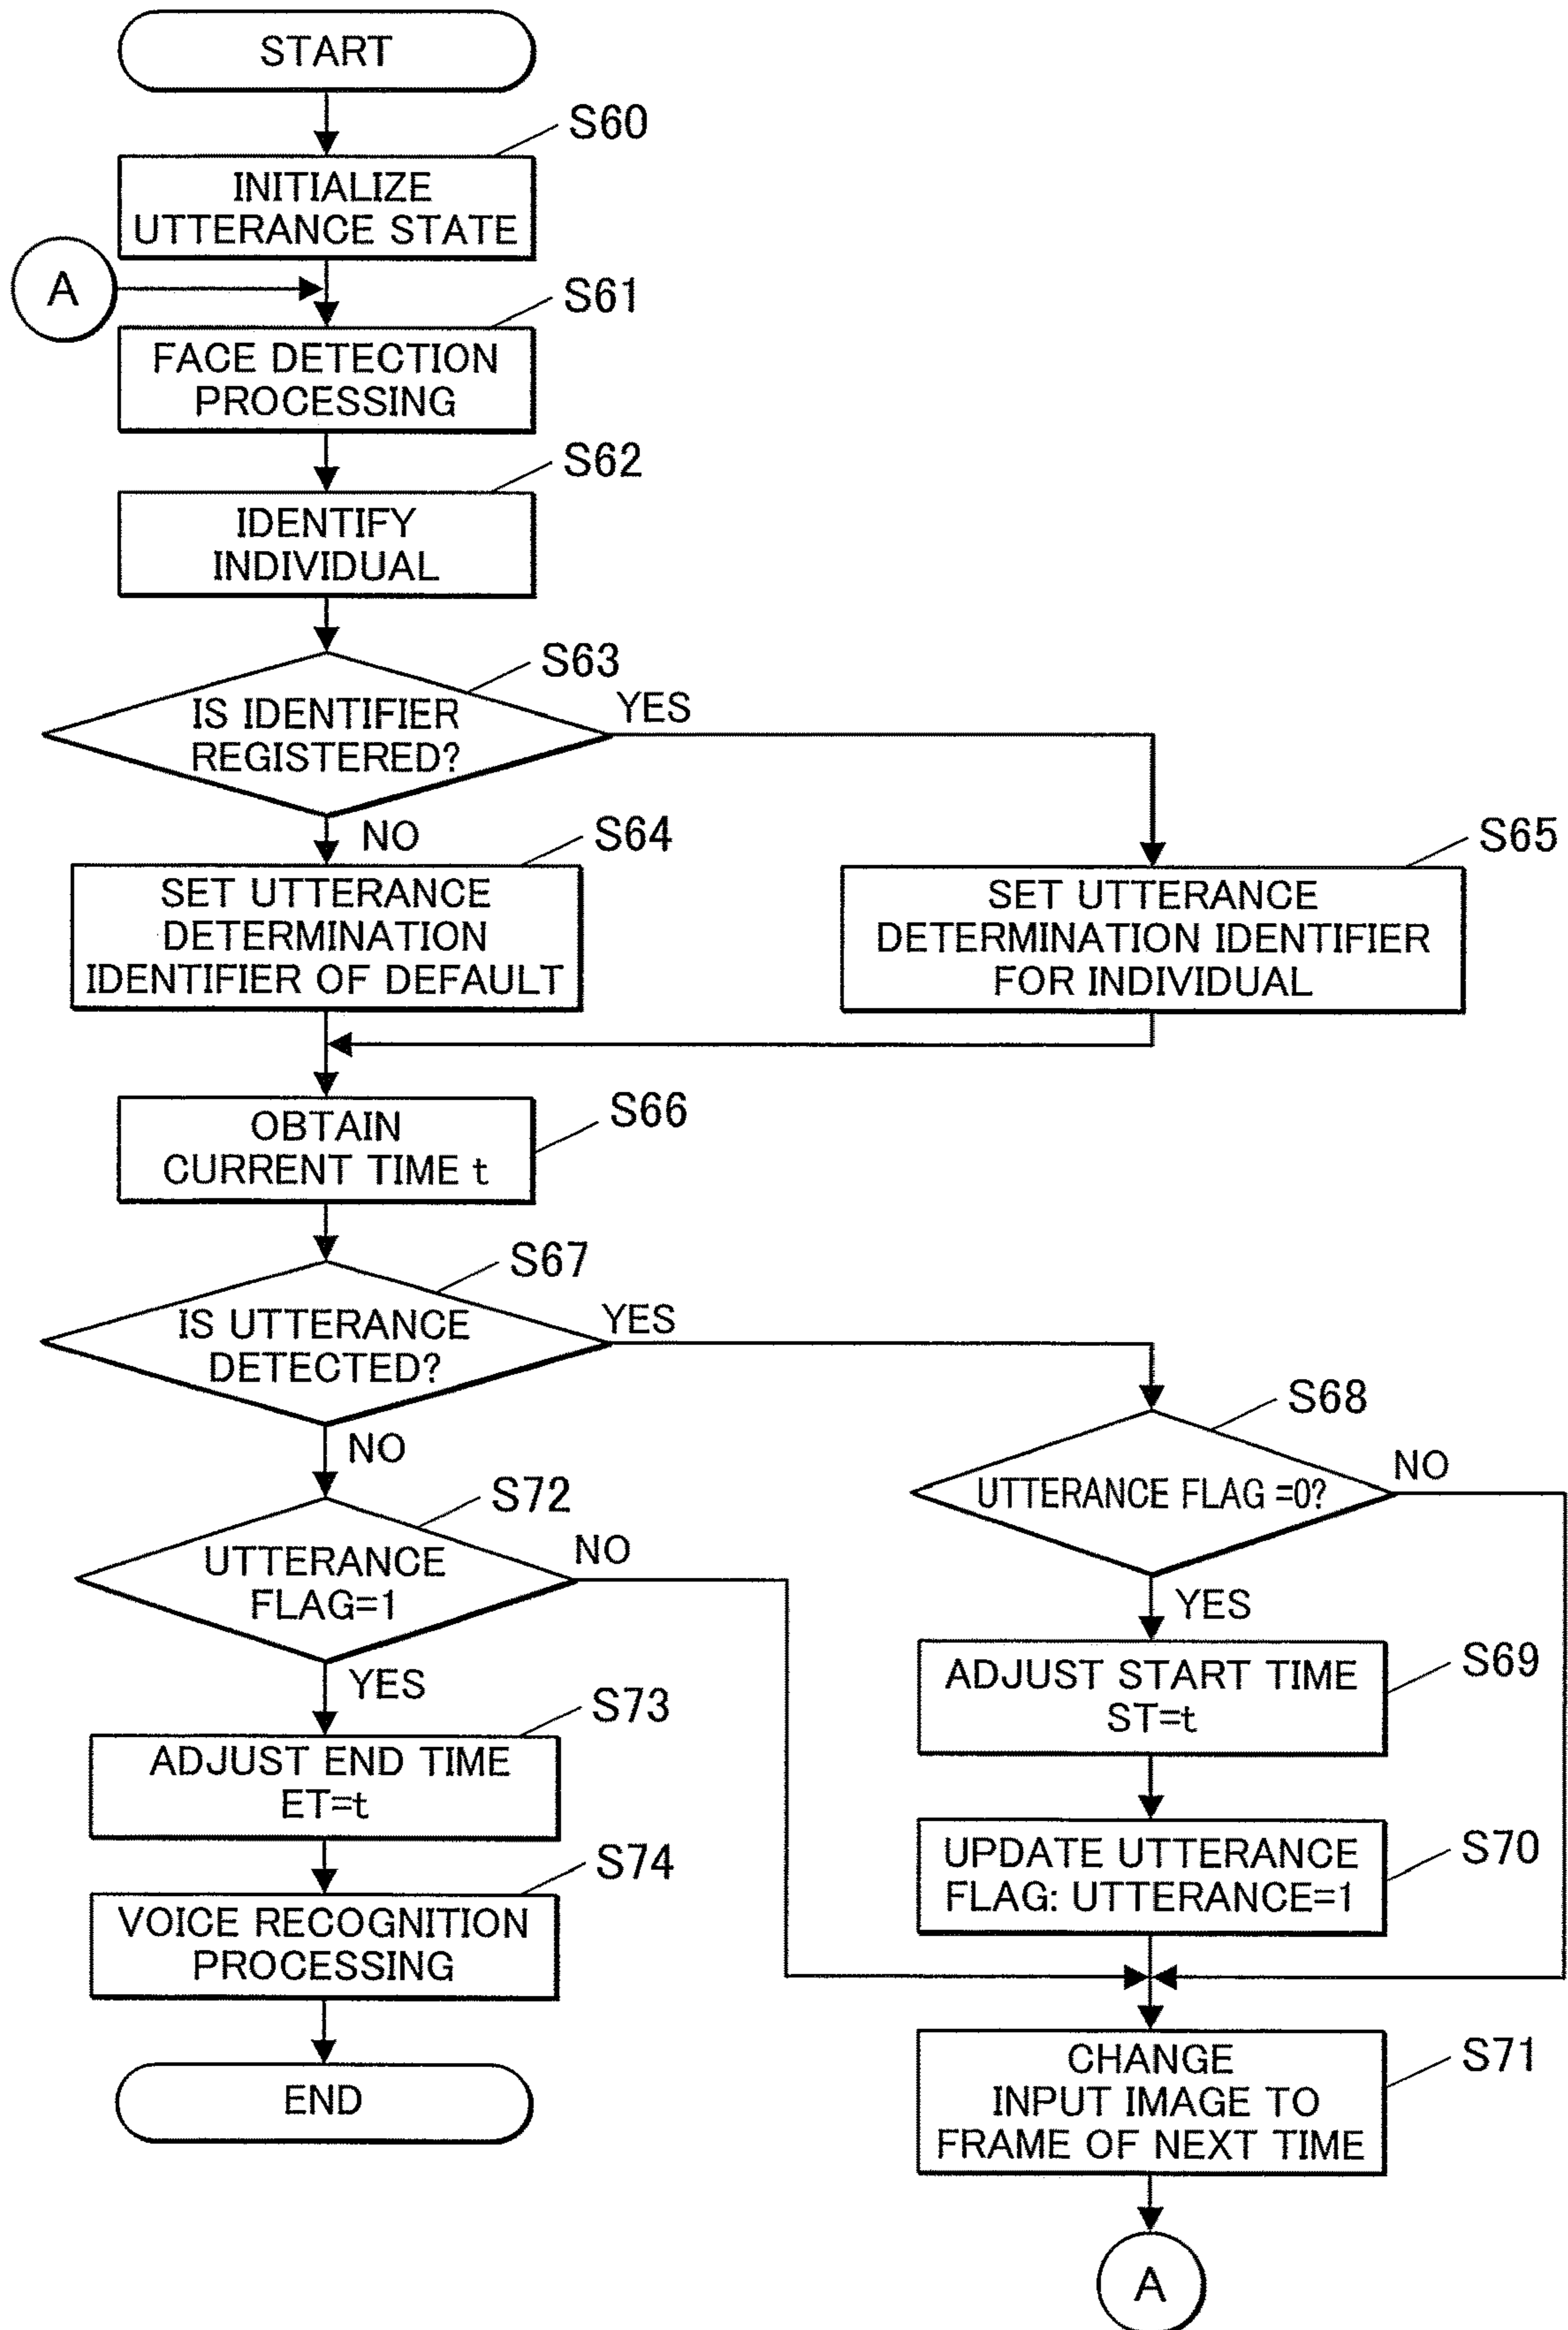 START
S60
INITIALIZE
UTTERANCE STATE
A
S61
FACE DETECTION
PROCESSING
S62
IDENTIFY
INDIVIDUAL
S63
IS IDENTIFIER
REGISTERED?
YES
NO
S64
SET UTTERANCE
DETERMINATION
IDENTIFIER OF DEFAULT
S65
SET UTTERANCE
DETERMINATION IDENTIFIER
FOR INDIVIDUAL
S66
OBTAIN
CURRENT TIME t
S67
IS UTTERANCE
DETECTED?
YES
NO
S68
UTTERANCE FLAG =0?
NO
YES
S72
UTTERANCE
FLAG=1
NO
YES
S69
ADJUST START TIME
ST=t
S73
ADJUST END TIME
ET=t
S70
UPDATE UTTERANCE
FLAG: UTTERANCE=1
S74
VOICE RECOGNITION
PROCESSING
S71
CHANGE
INPUT IMAGE TO
FRAME OF NEXT TIME
END
A